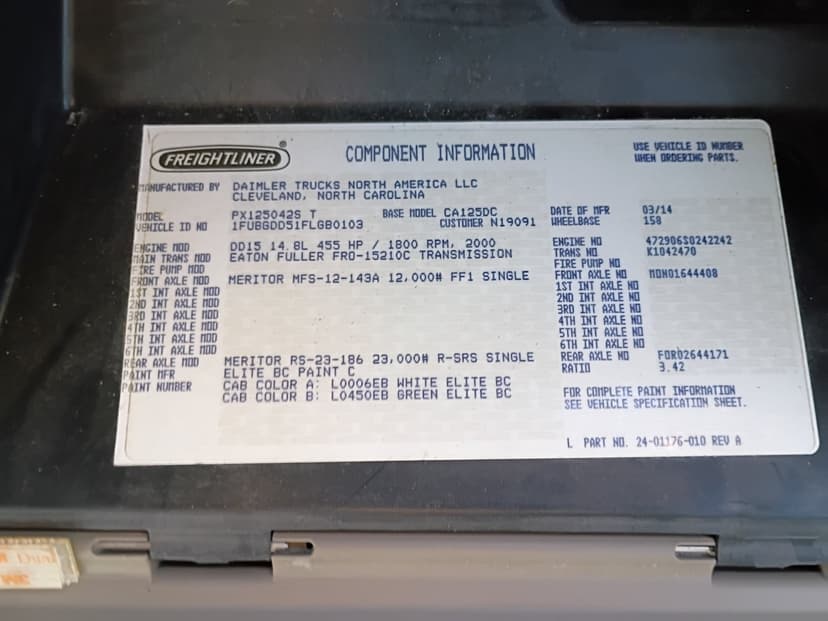 FREIGHTLINER®
COMPONENT INFORMATION
USE VEHICLE ID NUMBER
WHEN ORDERING PARTS.
MANUFACTURED BY DAIMLER TRUCKS NORTH AMERICA LLC
CLEVELAND, NORTH CAROLINA
MODEL PX125042S T BASE MODEL CA125DC DATE OF MFR 03/14
VEHICLE ID NO 1FUBGDD51FLGB0103 CUSTOMER N19091 WHEELBASE 158
ENGINE MOD DD15 14.8L 455 HP / 1800 RPM, 2000 ENGINE NO 472906S0242242
MAIN TRANS MOD EATON FULLER FRO-15210C TRANSMISSION TRANS NO K1042470
FIRE PUMP MOD FIRE PUMP NO
FRONT AXLE MOD MERITOR MFS-12-143A 12,000# FF1 SINGLE FRONT AXLE NO MON01644408
1ST INT AXLE MOD 1ST INT AXLE NO
2ND INT AXLE MOD 2ND INT AXLE NO
3RD INT AXLE MOD 3RD INT AXLE NO
4TH INT AXLE MOD 4TH INT AXLE NO
5TH INT AXLE MOD 5TH INT AXLE NO
6TH INT AXLE MOD 6TH INT AXLE NO
REAR AXLE MOD MERITOR RS-23-186 23,000# R-SRS SINGLE REAR AXLE NO FOR02644171
PAINT MFR ELITE BC PAINT C RATIO 3.42
PAINT NUMBER CAB COLOR A: L0006EB WHITE ELITE BC
CAB COLOR B: L0450EB GREEN ELITE BC
FOR COMPLETE PAINT INFORMATION
SEE VEHICLE SPECIFICATION SHEET.
L PART NO. 24-01176-010 REV A